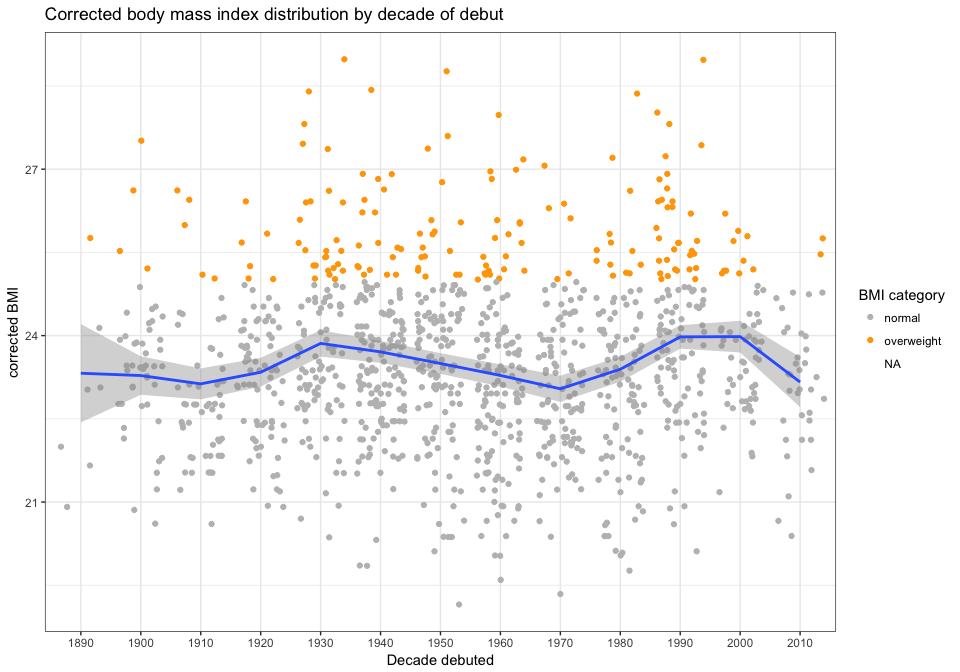 Corrected body mass index distribution by decade of debut
corrected BMI
27
24
21
1890 1900 1910 1920 1930 1940 1950 1960 1970 1980 1990 2000 2010
Decade debuted
BMI category
normal
overweight
NA